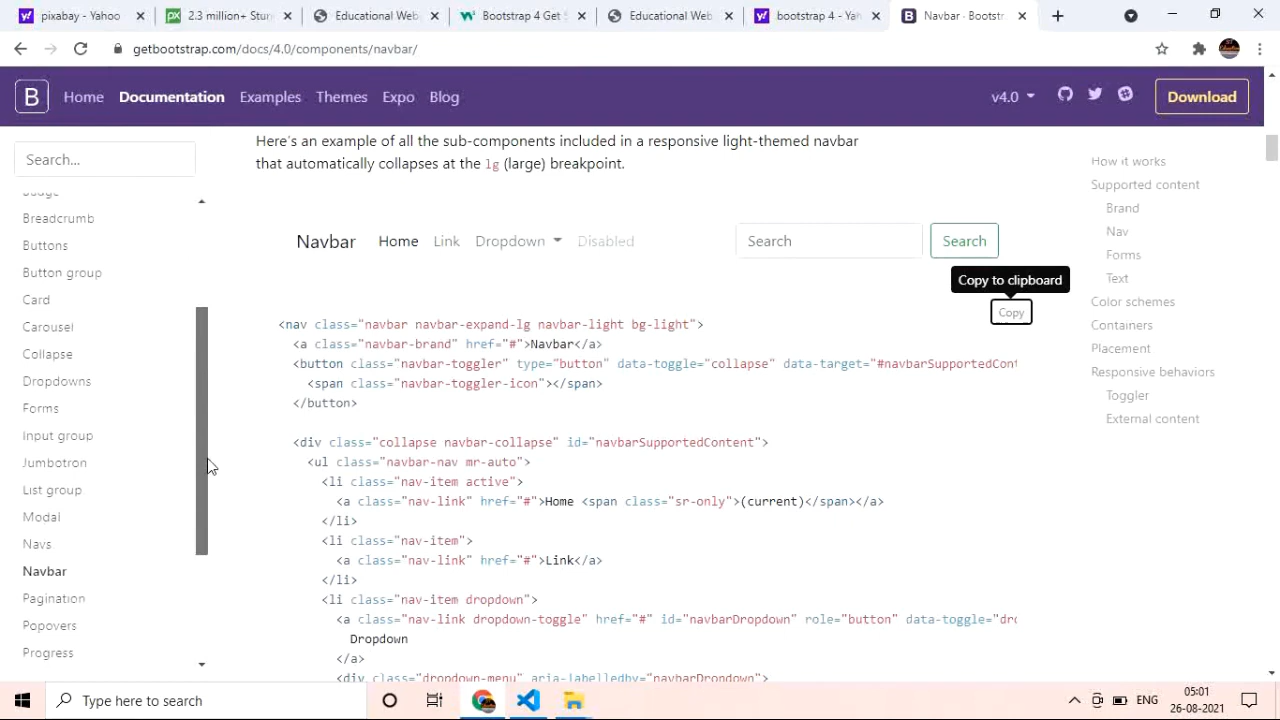 pixabay - Yahoo
2.3 million+ Stun
Educational Web
Bootstrap 4 Get S
Educational Web
bootstrap 4 - Yah
Navbar · Bootstr
getbootstrap.com/docs/4.0/components/navbar/
B
Home
Documentation
Examples
Themes
Expo
Blog
v4.0
Download
Search...
Badge
Breadcrumb
Buttons
Button group
Card
Carousel
Collapse
Dropdowns
Forms
Input group
Jumbotron
List group
Modal
Navs
Navbar
Pagination
Popovers
Progress
Here's an example of all the sub-components included in a responsive light-themed navbar
that automatically collapses at the lg (large) breakpoint.
Navbar
Home
Link
Dropdown
Disabled
Search
Search
Copy to clipboard
Copy
<nav class="navbar navbar-expand-lg navbar-light bg-light">
<a class="navbar-brand" href="#">Navbar</a>
<button class="navbar-toggler" type="button" data-toggle="collapse" data-target="#navbarSupportedCont
<span class="navbar-toggler-icon"></span>
</button>
<div class="collapse navbar-collapse" id="navbarSupportedContent">
<ul class="navbar-nav mr-auto">
<li class="nav-item active">
<a class="nav-link" href="#">Home <span class="sr-only">(current)</span></a>
</li>
<li class="nav-item">
<a class="nav-link" href="#">Link</a>
</li>
<li class="nav-item dropdown">
<a class="nav-link dropdown-toggle" href="#" id="navbarDropdown" role="button" data-toggle="dro
Dropdown
</a>
<div class="dropdown-menu" aria-labelledby="navbarDropdown">
How it works
Supported content
Brand
Nav
Forms
Text
Color schemes
Containers
Placement
Responsive behaviors
Toggler
External content
Type here to search
ENG
05:01
26-08-2021